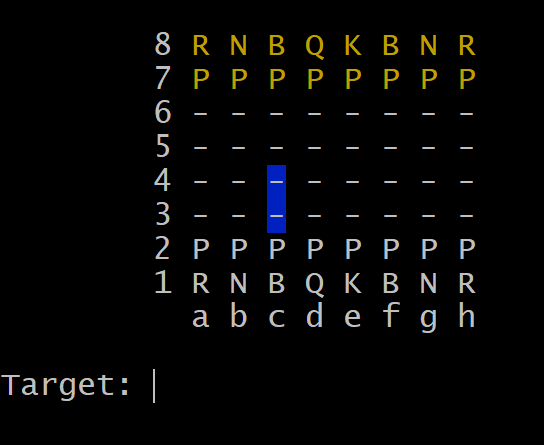 8 R N B Q K B N R
7 P P P P P P P P
6 - - - - - - - -
5 - - - - - - - -
4 - - - - - - - -
3 - - - - - - - -
2 P P P P P P P P
1 R N B Q K B N R
a b c d e f g h
Target: